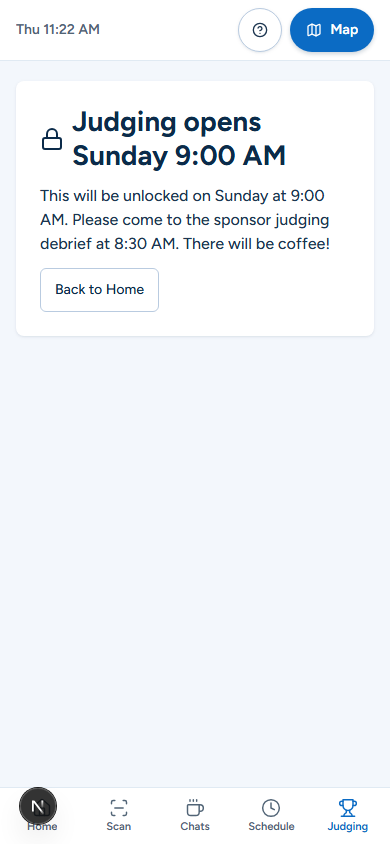 Thu 11:22 AM
Map
Judging opens
Sunday 9:00 AM
This will be unlocked on Sunday at 9:00
AM. Please come to the sponsor judging
debrief at 8:30 AM. There will be coffee!
Back to Home
N
Home
Scan
Chats
Schedule
Judging